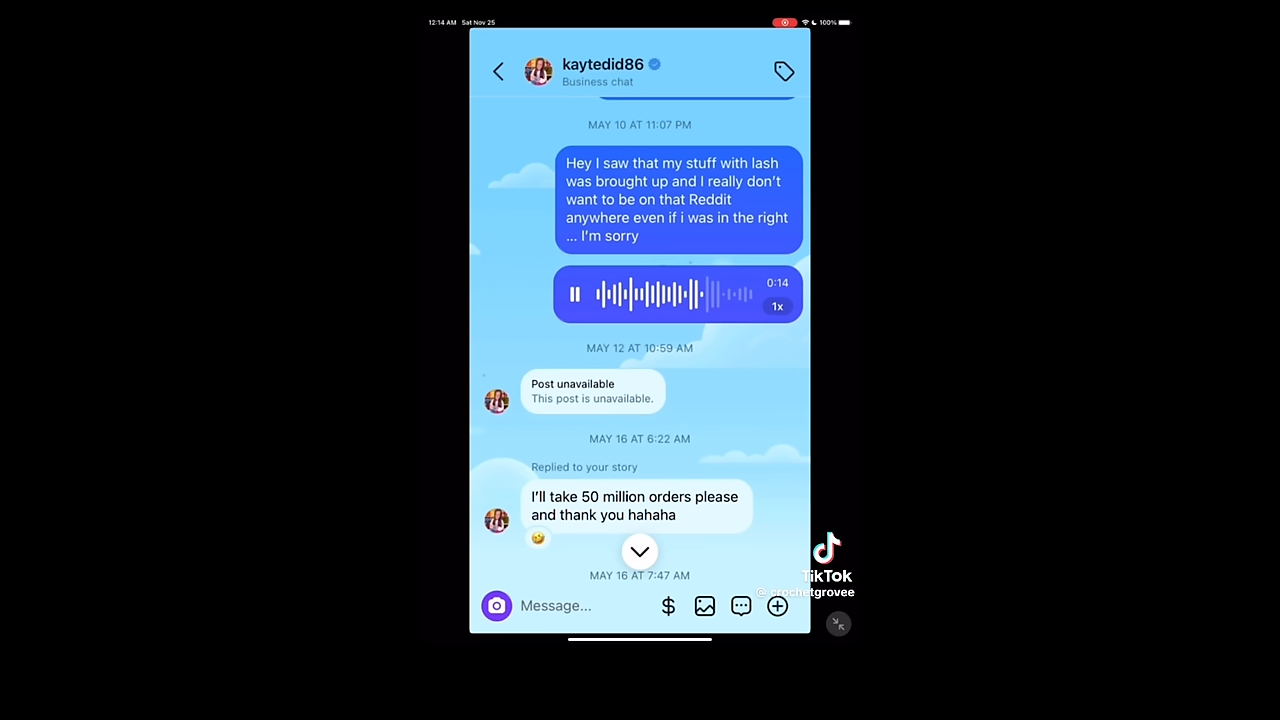 12:14 AM Sat Nov 25
100%
kaytedid86
Business chat
MAY 10 AT 11:07 PM
Hey I saw that my stuff with lash
was brought up and I really don't
want to be on that Reddit
anywhere even if i was in the right
... I'm sorry
0:14
1x
MAY 12 AT 10:59 AM
Post unavailable
This post is unavailable.
MAY 16 AT 6:22 AM
Replied to your story
I'll take 50 million orders please
and thank you hahaha
MAY 16 AT 7:47 AM
Message...
$
TikTok
@ crochetgrovee